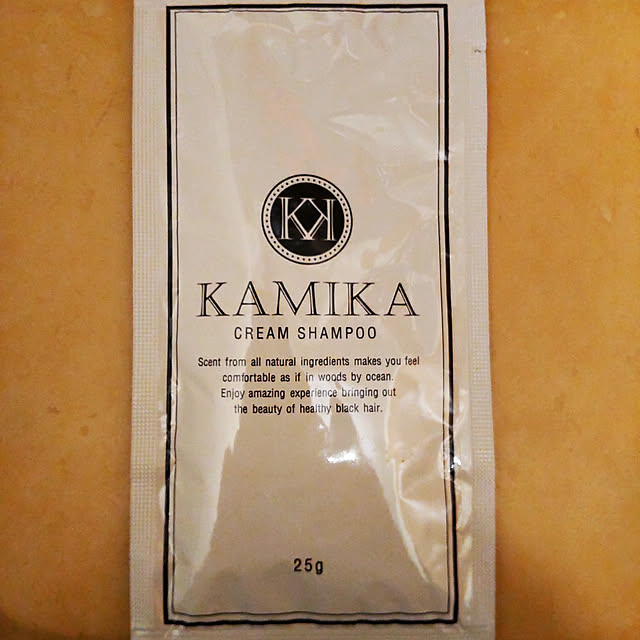 KK
KAMIKA
CREAM SHAMPOO
Scent from all natural ingredients makes you feel
comfortable as if in woods by ocean.
Enjoy amazing experience bringing out
the beauty of healthy black hair.
25g